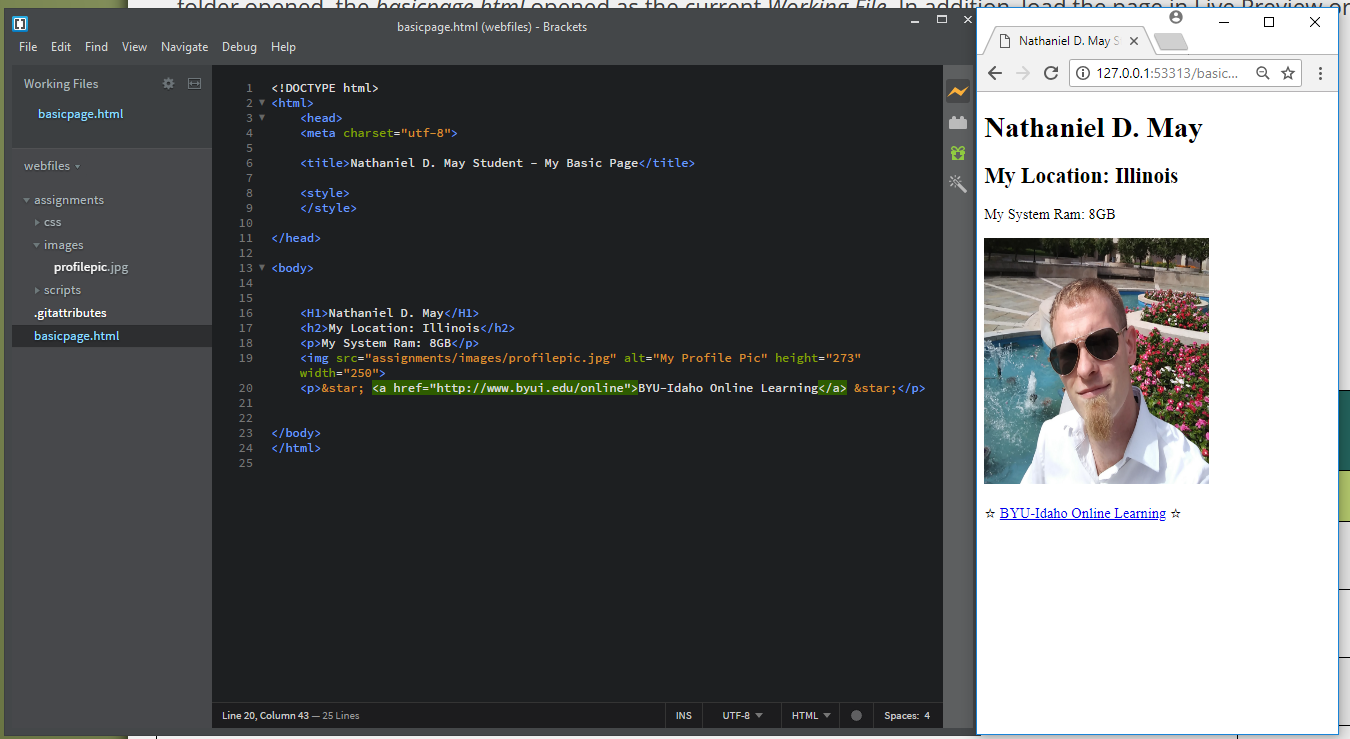 folder opened, the basicpage.html opened as the current Working File. In addition, load the page in Live Preview or
basicpage.html (webfiles) - Brackets
File Edit Find View Navigate Debug Help
Working Files
basicpage.html
webfiles
assignments
css
images
profilepic.jpg
scripts
.gitattributes
basicpage.html
1 <!DOCTYPE html>
2 <html>
3 <head>
4 <meta charset="utf-8">
5
6 <title>Nathaniel D. May Student - My Basic Page</title>
7
8 <style>
9 </style>
10
11 </head>
12
13 <body>
14
15
16 <H1>Nathaniel D. May</H1>
17 <h2>My Location: Illinois</h2>
18 <p>My System Ram: 8GB</p>
19 <img src="assignments/images/profilepic.jpg" alt="My Profile Pic" height="273"
width="250">
20 <p>&star; <a href="http://www.byui.edu/online">BYU-Idaho Online Learning</a> &star;</p>
21
22
23 </body>
24 </html>
25
Line 20, Column 43 — 25 Lines
INS UTF-8 HTML Spaces: 4
Nathaniel D. May S
127.0.0.1:53313/basic...
Nathaniel D. May
My Location: Illinois
My System Ram: 8GB
☆ BYU-Idaho Online Learning ☆